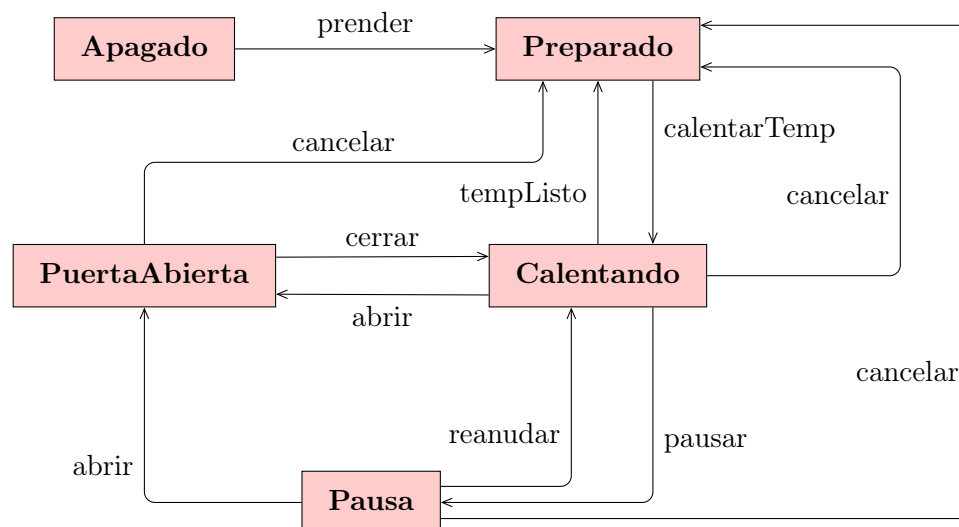 prender
Apagado
Preparado
calentarTemp
cancelar
tempListo
cancelar
cerrar
PuertaAbierta
Calentando
abrir
cancelar
reanudar
pausar
abrir
Pausa